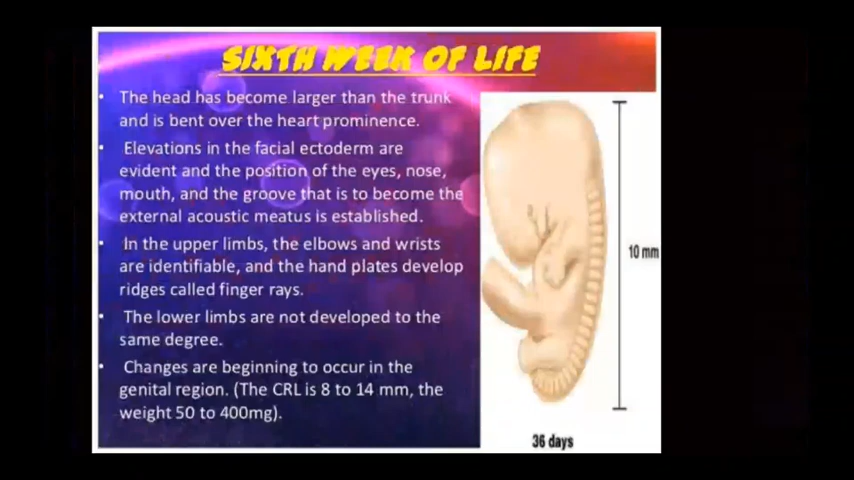 SIXTH WEEK OF LIFE
• The head has become larger than the trunk
and is bent over the heart prominence.
• Elevations in the facial ectoderm are
evident and the position of the eyes, nose,
mouth, and the groove that is to become the
external acoustic meatus is established.
• In the upper limbs, the elbows and wrists
are identifiable, and the hand plates develop
ridges called finger rays.
• The lower limbs are not developed to the
same degree.
• Changes are beginning to occur in the
genital region. (The CRL is 8 to 14 mm, the
weight 50 to 400mg).
10 mm
36 days